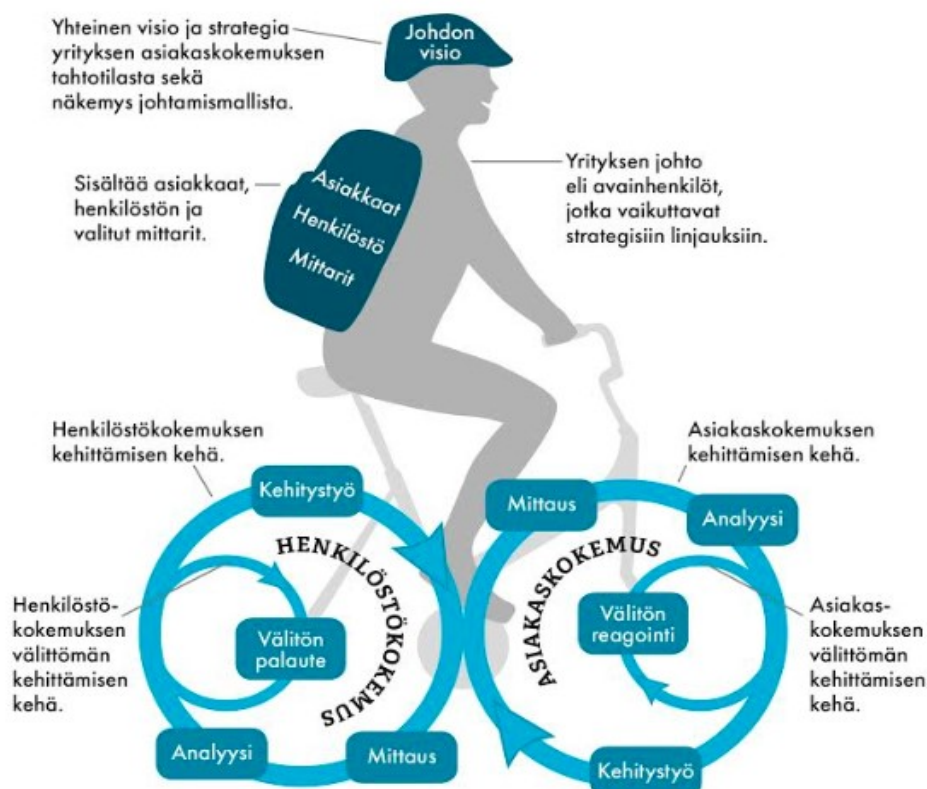 Yhteinen visio ja strategia
yrityksen asiakaskokemuksen
tahtotilasta sekä
näkemys johtamismallista.
Johdon
visio
Sisältää asiakkaat,
henkilöstön ja
valitut mittarit.
Asiakkaat
Henkilöstö
Mittarit
Yrityksen johto
eli avainhenkilöt,
jotka vaikuttavat
strategisiin linjauksiin.
Henkilöstökokemuksen
kehittämisen kehä.
Asiakaskokemuksen
kehittämisen kehä.
Kehitystyö
HENKILÖSTÖKOKEMUS
Välitön
palaute
Analyysi
Mittaus
Henkilöstö-
kokemuksen
välittömän
kehittämisen
kehä.
Mittaus
Analyysi
ASIAKASKOKEMUS
Välitön
reagointi
Kehitystyö
Asiakas-
kokemuksen
välittömän
kehittämisen
kehä.